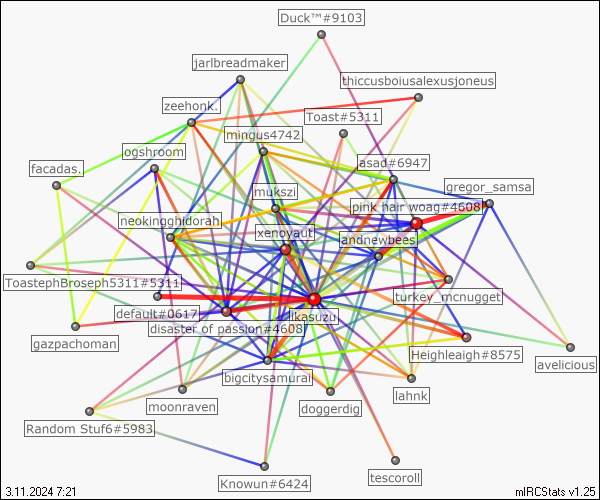 Duck™#9103
jarlbreadmaker
thiccusboiusalexusjoneus
zeehonk.
Toast#5311
mingus4742
ogshroom
asad#6947
facadas.
gregor_samsa
mukszi
pink hair woag#4608
neokingghidorah
xenoyaut
andnewbees
ToastephBroseph5311#5311
turkey_mcnugget
default#0617
ikasuzu
disaster of passion#4608
gazpachoman
Heighleaigh#8575
avelicious
bigcitysamurai
lahnk
moonraven
doggerdig
Random Stuf6#5983
tescoroll
Knowun#6424
3.11.2024 7:21
mIRCStats v1.25